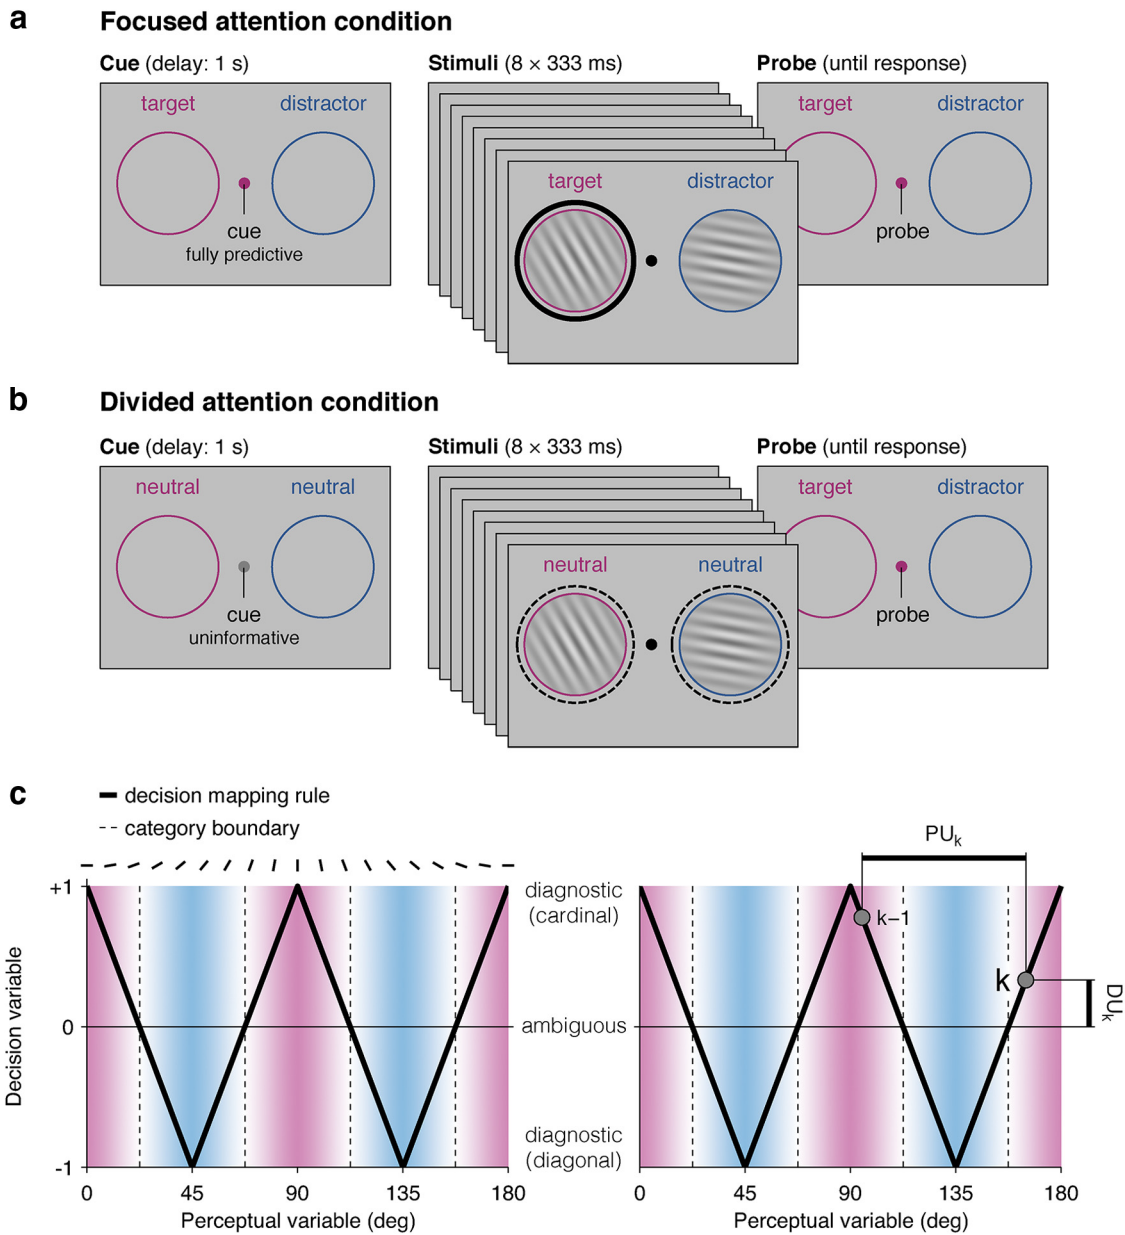 a
Focused attention condition
Cue (delay: 1 s)
target
distractor
cue
fully predictive
Stimuli (8 × 333 ms)
target
distractor
Probe (until response)
target
distractor
probe
b
Divided attention condition
Cue (delay: 1 s)
neutral
neutral
cue
uninformative
Stimuli (8 × 333 ms)
neutral
neutral
Probe (until response)
target
distractor
probe
c
decision mapping rule
category boundary
Decision variable
+1
0
-1
0
45
90
135
180
Perceptual variable (deg)
diagnostic
(cardinal)
ambiguous
diagnostic
(diagonal)
PUk
k−1
k
DUk
0
45
90
135
180
Perceptual variable (deg)